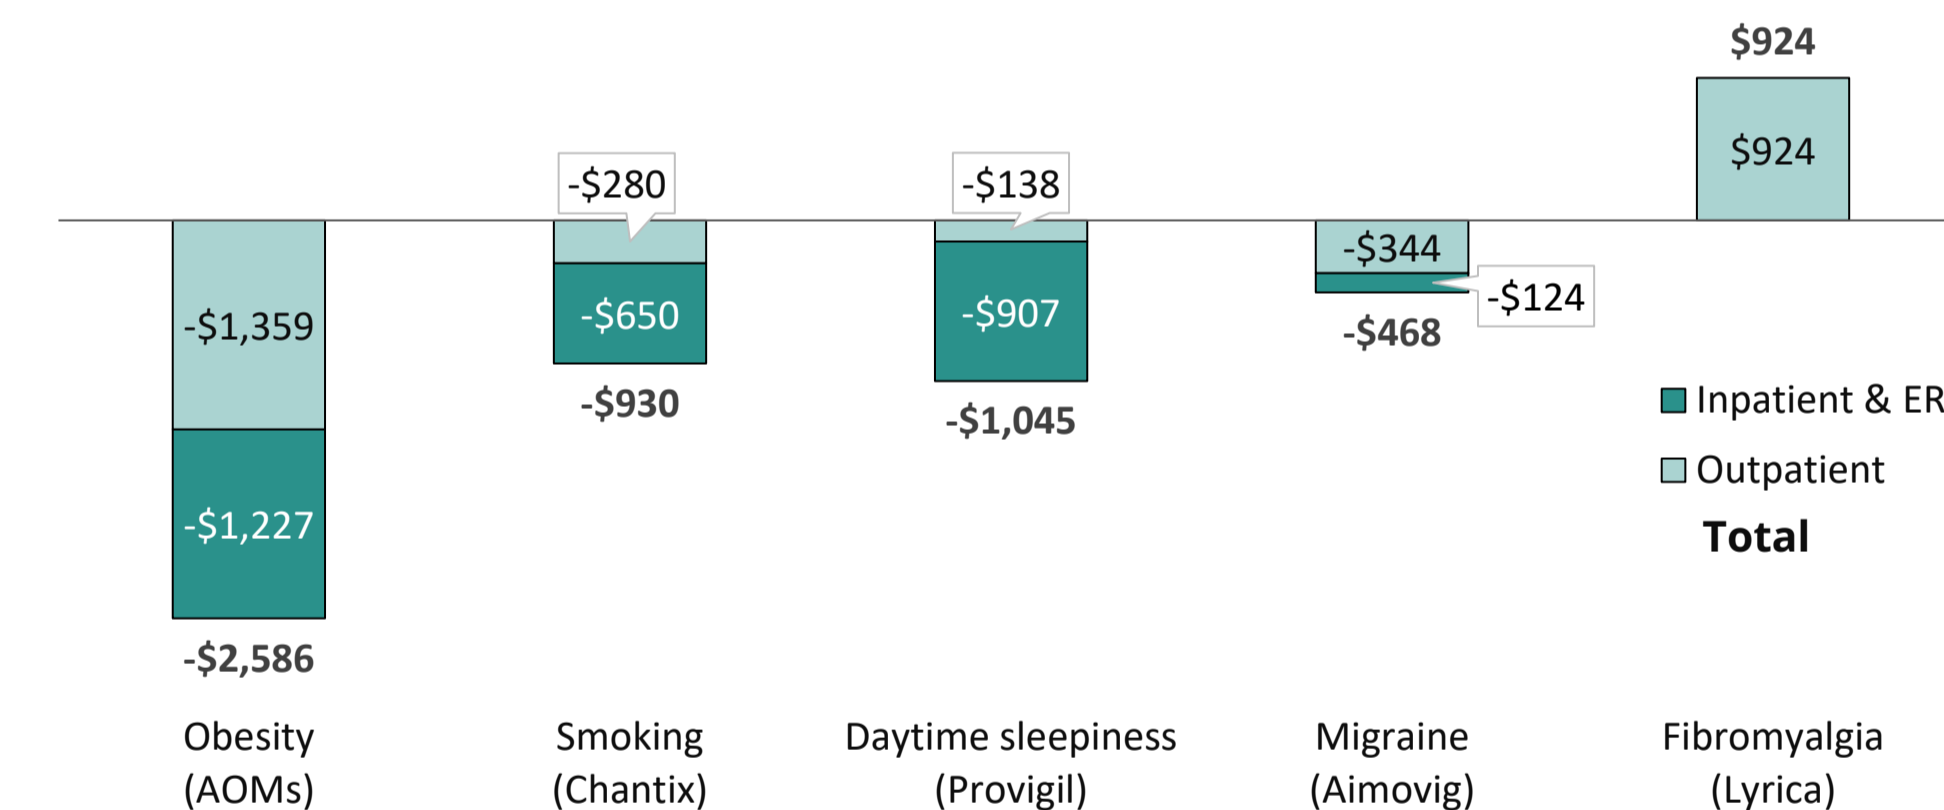 $924
$924
-$280
-$138
-$344
-$124
-$1,359
-$650
-$907
-$468
-$930
-$1,045
-$1,227
-$2,586
Inpatient & ER
Outpatient
Total
Obesity
(AOMs)
Smoking
(Chantix)
Daytime sleepiness
(Provigil)
Migraine
(Aimovig)
Fibromyalgia
(Lyrica)